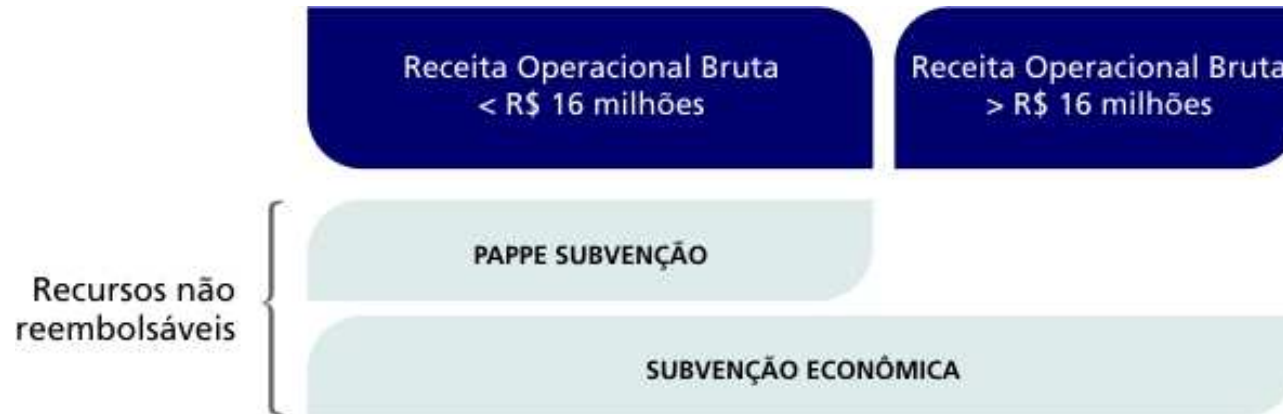 Receita Operacional Bruta
< R$ 16 milhões
Receita Operacional Bruta
> R$ 16 milhões
Recursos não
reembolsáveis
PAPPE SUBVENÇÃO
SUBVENÇÃO ECONÔMICA